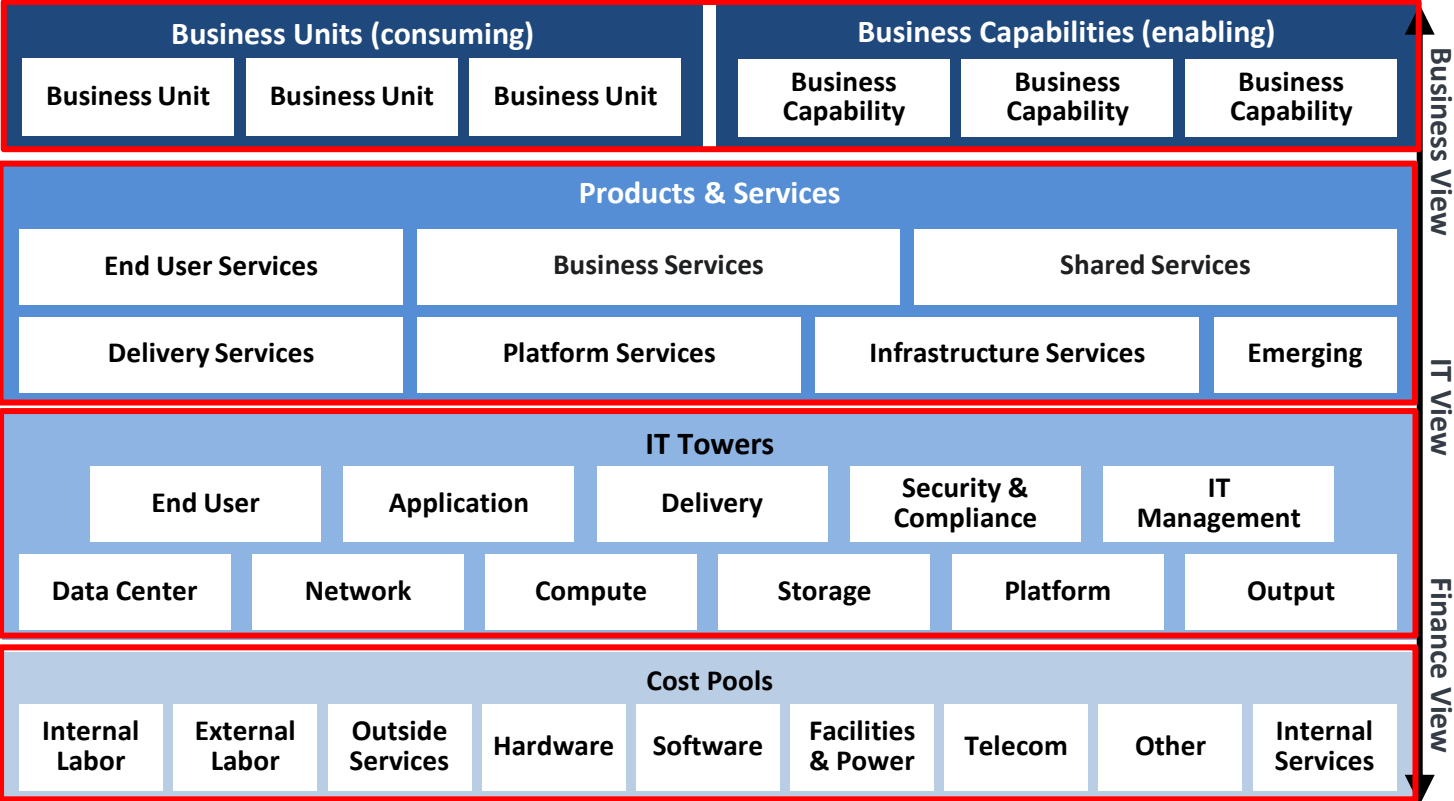 Business Units (consuming)
Business Unit
Business Unit
Business Unit
Business Capabilities (enabling)
Business
Capability
Business
Capability
Business
Capability
Products & Services
End User Services
Business Services
Shared Services
Delivery Services
Platform Services
Infrastructure Services
Emerging
IT Towers
End User
Application
Delivery
Security &
Compliance
IT
Management
Data Center
Network
Compute
Storage
Platform
Output
Cost Pools
Internal
Labor
External
Labor
Outside
Services
Hardware
Software
Facilities
& Power
Telecom
Other
Internal
Services
Business View
IT View
Finance View